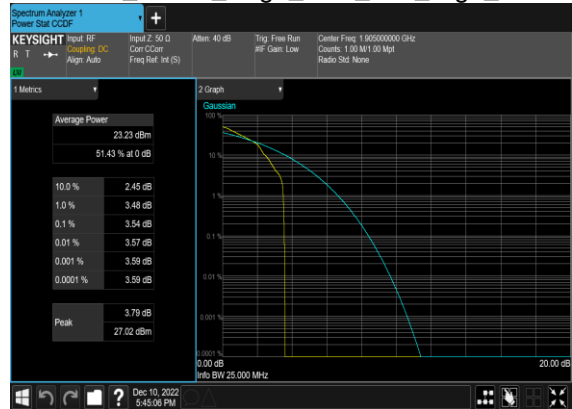 Spectrum Analyzer 1
Power Stat CCDF
KEYSIGHT
R T
Input: RF
Coupling: DC
Align: Auto
Input Z: 50 Ω
Corr CCorr
Freq Ref: Int (S)
Atten: 40 dB
Trig: Free Run
#IF Gain: Low
Center Freq: 1.905000000 GHz
Counts: 1.00 M/1.00 Mpt
Radio Std: None
1 Metrics
Average Power
23.23 dBm
51.43 % at 0 dB
10.0 % 2.45 dB
1.0 % 3.48 dB
0.1 % 3.54 dB
0.01 % 3.57 dB
0.001 % 3.59 dB
0.0001 % 3.59 dB
Peak
3.79 dB
27.02 dBm
2 Graph
Gaussian
100 %
10 %
1 %
0.1 %
0.01 %
0.001 %
0.0001 %
0.00 dB 20.00 dB
Info BW 25.000 MHz
Dec 10, 2022
5:45:06 PM